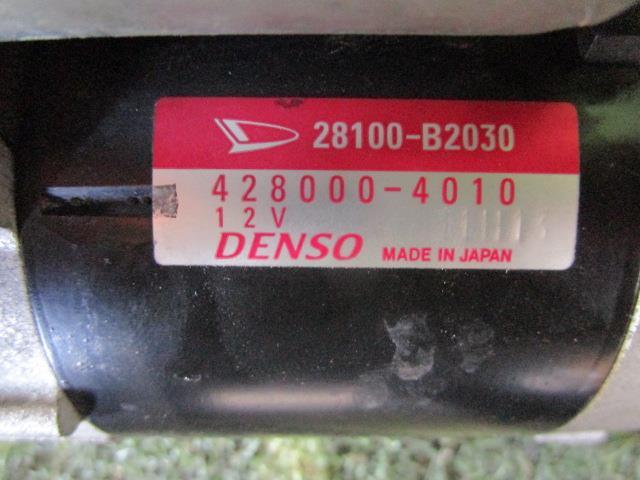 28100-B2030
428000-4010
12V
DENSO MADE IN JAPAN